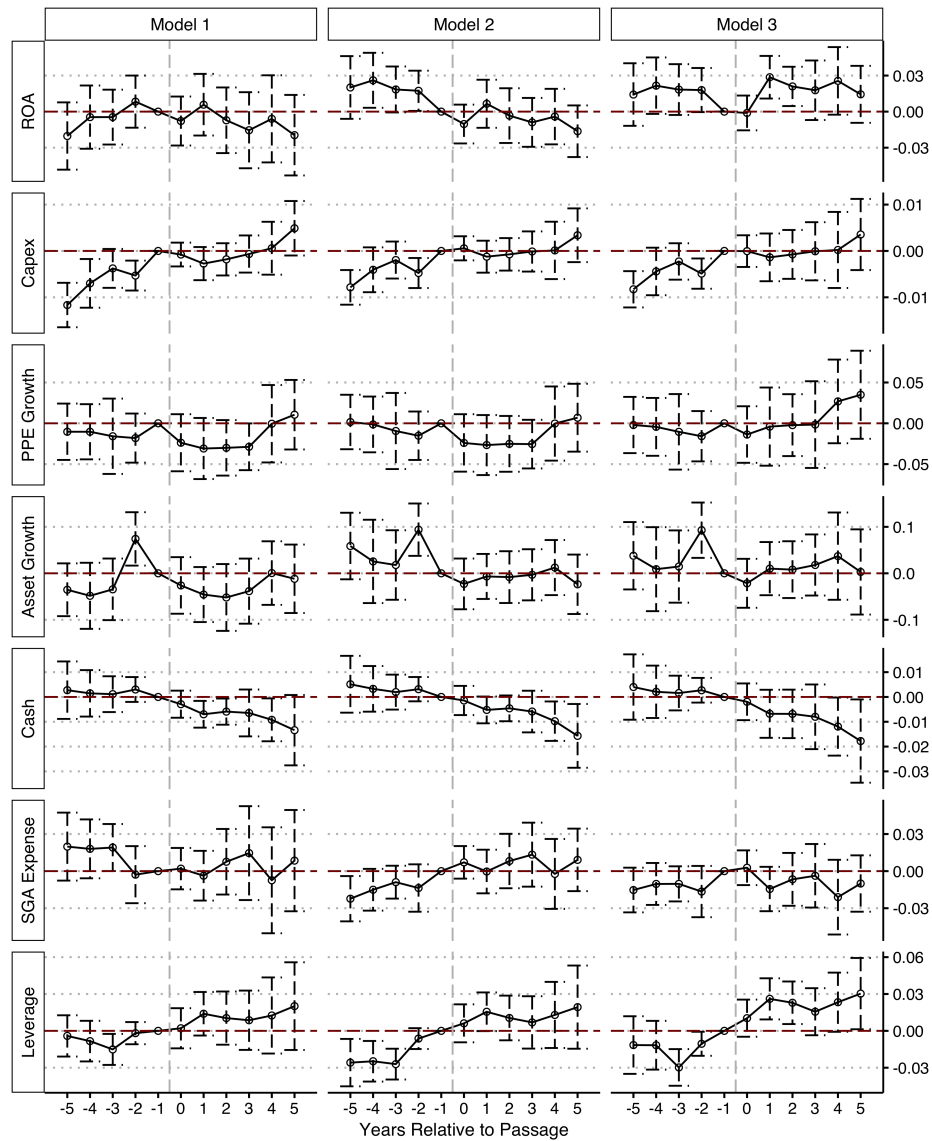 Model 1 Model 2 Model 3
ROA
0.03
0.00
-0.03
Capex
0.01
0.00
-0.01
PPE Growth
0.05
0.00
-0.05
Asset Growth
0.1
0.0
-0.1
Cash
0.01
0.00
-0.01
-0.02
-0.03
SGA Expense
0.03
0.00
-0.03
Leverage
0.06
0.03
0.00
-0.03
-5 -4 -3 -2 -1 0 1 2 3 4 5 -5 -4 -3 -2 -1 0 1 2 3 4 5 -5 -4 -3 -2 -1 0 1 2 3 4 5
Years Relative to Passage